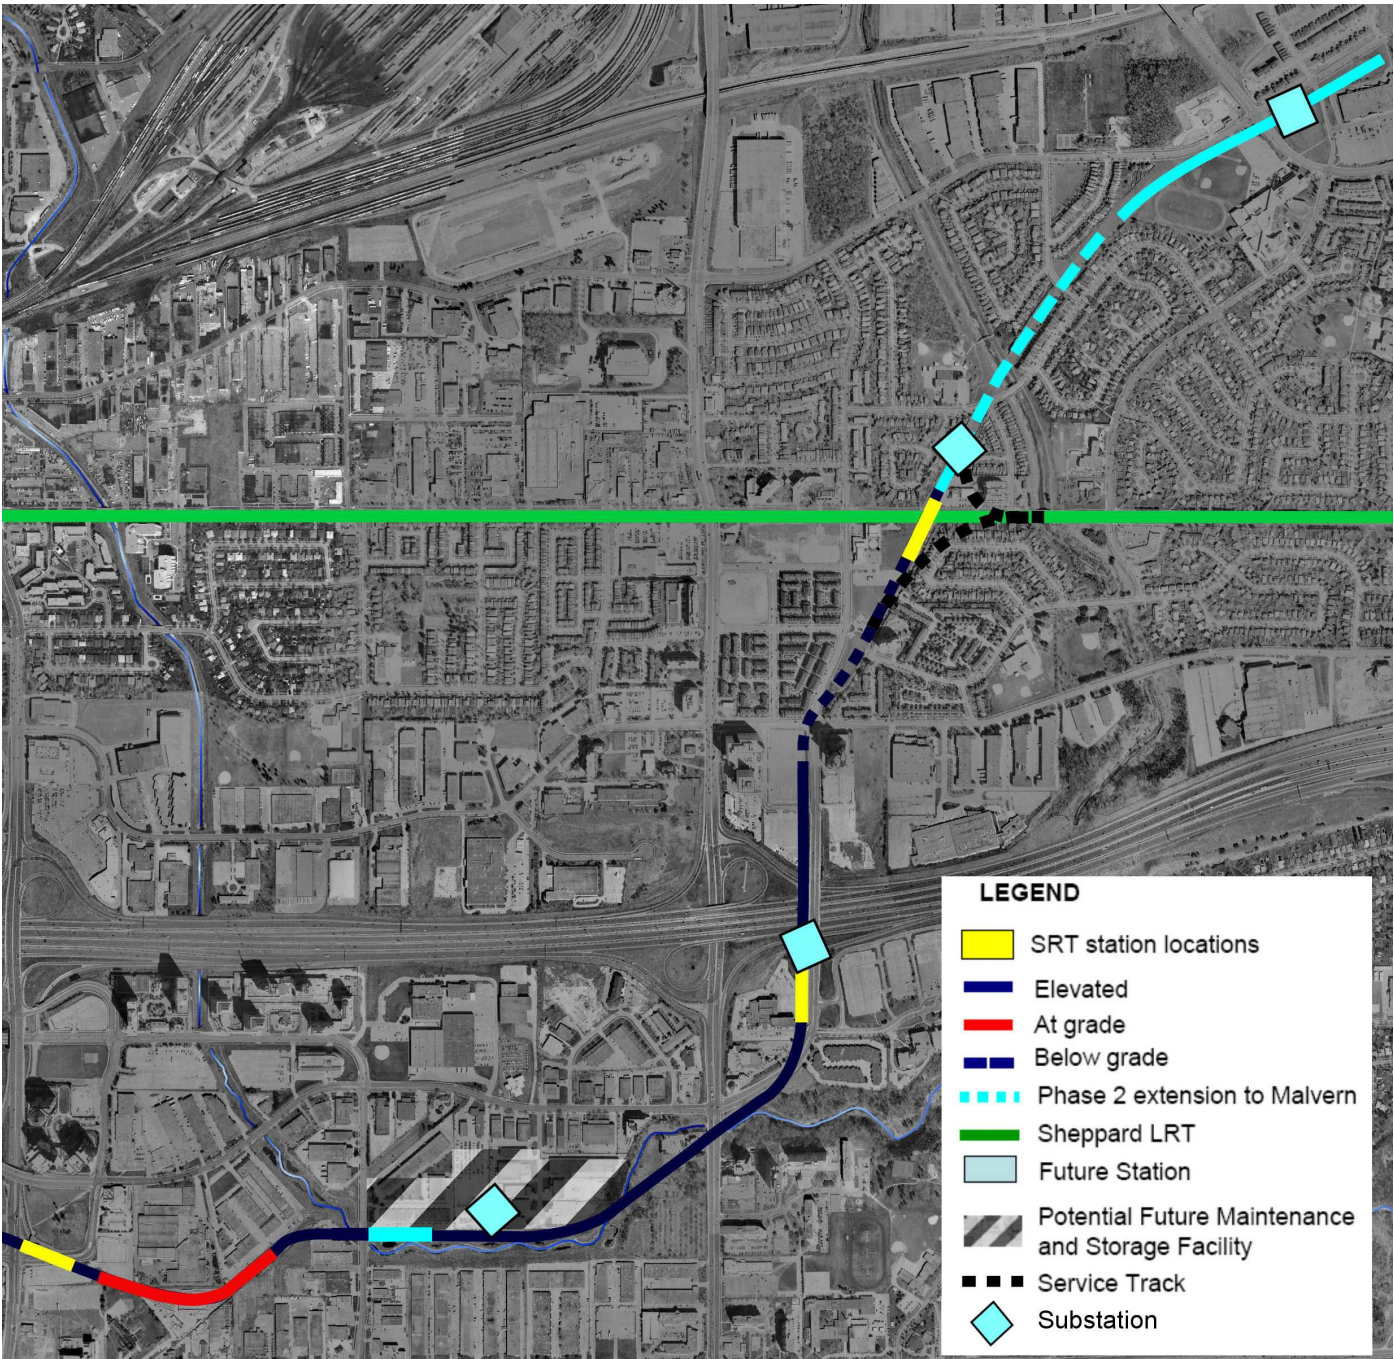 LEGEND
SRT station locations
Elevated
At grade
Below grade
Phase 2 extension to Malvern
Sheppard LRT
Future Station
Potential Future Maintenance
and Storage Facility
Service Track
Substation